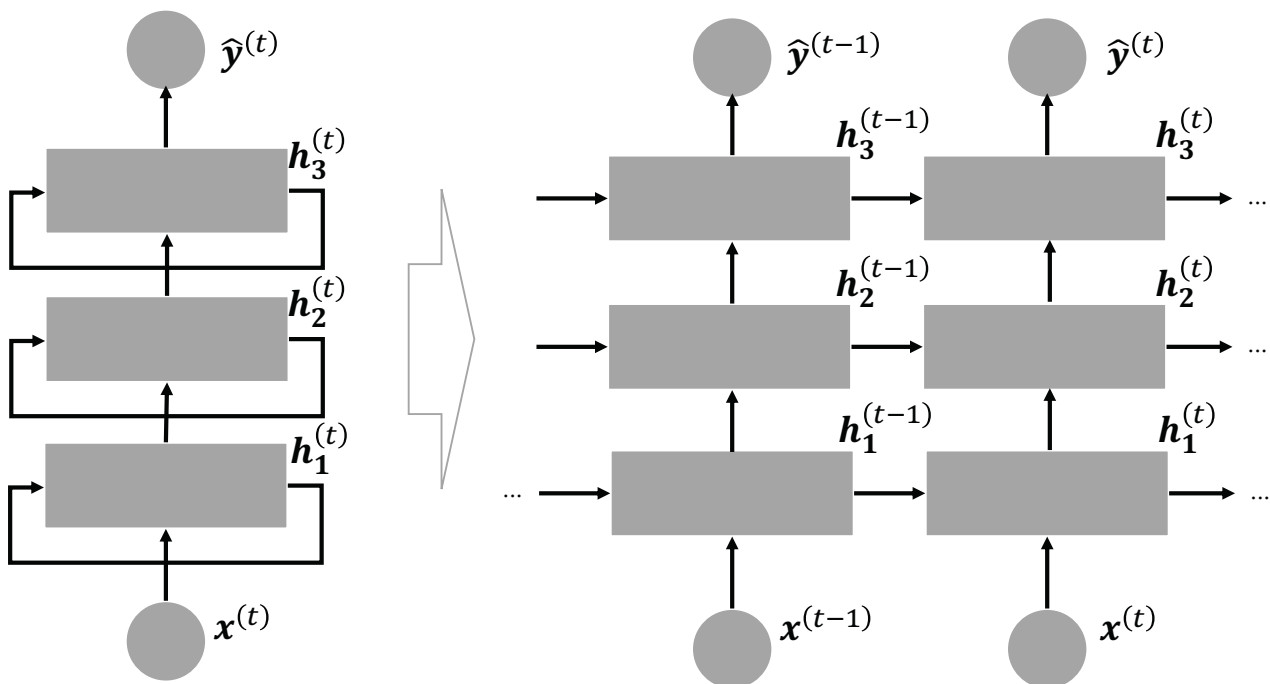 ŷ^(t)
h_3^(t)
h_2^(t)
h_1^(t)
x^(t)
ŷ^(t−1) ŷ^(t)
h_3^(t−1) h_3^(t)
...
h_2^(t−1) h_2^(t)
...
h_1^(t−1) h_1^(t)
... ...
x^(t−1) x^(t)